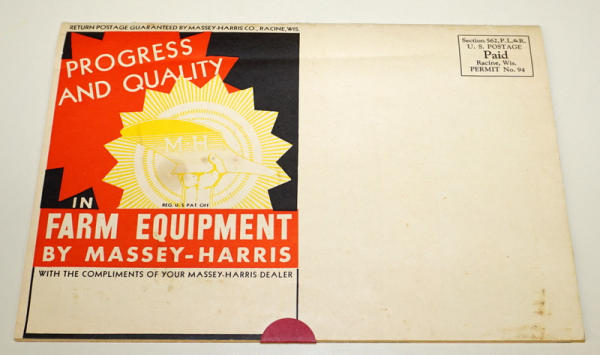 RETURN POSTAGE GUARANTEED BY MASSEY-HARRIS CO., RACINE, WIS.
PROGRESS
AND QUALITY
M-H
REG. U.S. PAT. OFF.
IN
FARM EQUIPMENT
BY MASSEY-HARRIS
WITH THE COMPLIMENTS OF YOUR MASSEY-HARRIS DEALER
Section 562, P. L. & R.
U. S. POSTAGE
Paid
Racine, Wis.
PERMIT No. 94